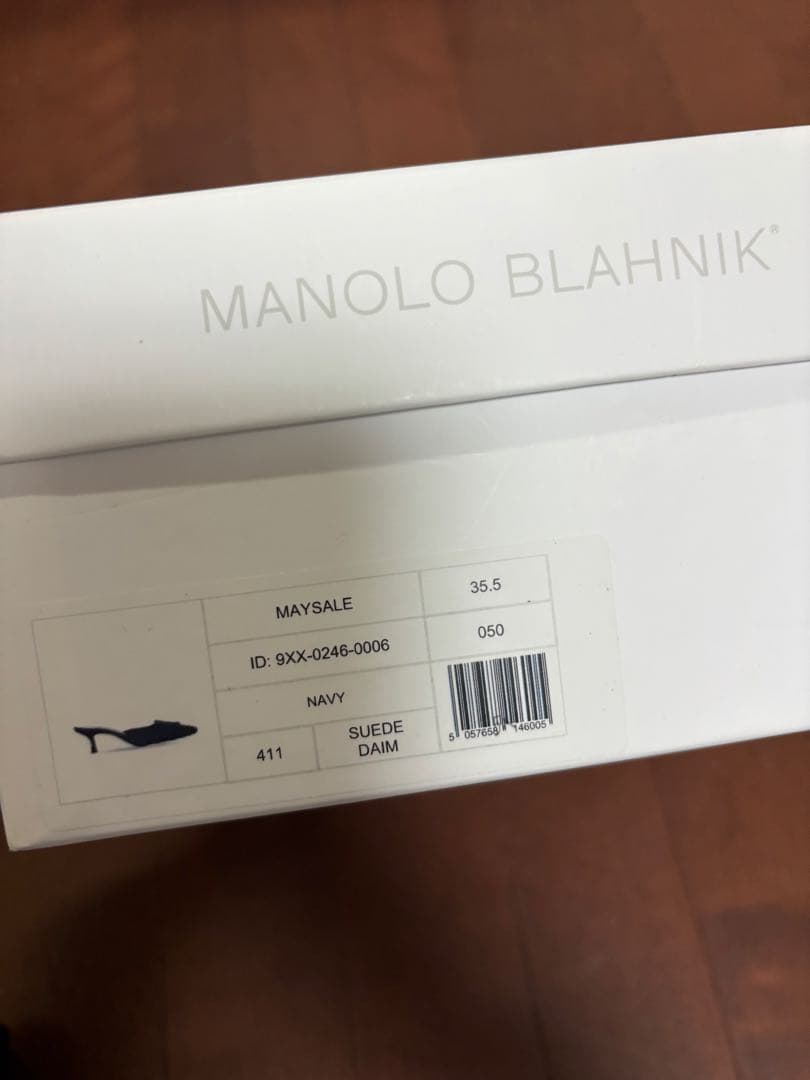 MANOLO BLAHNIK®
MAYSALE
35.5
ID: 9XX-0246-0006
050
NAVY
411
SUEDE
DAIM
5 057658 146005